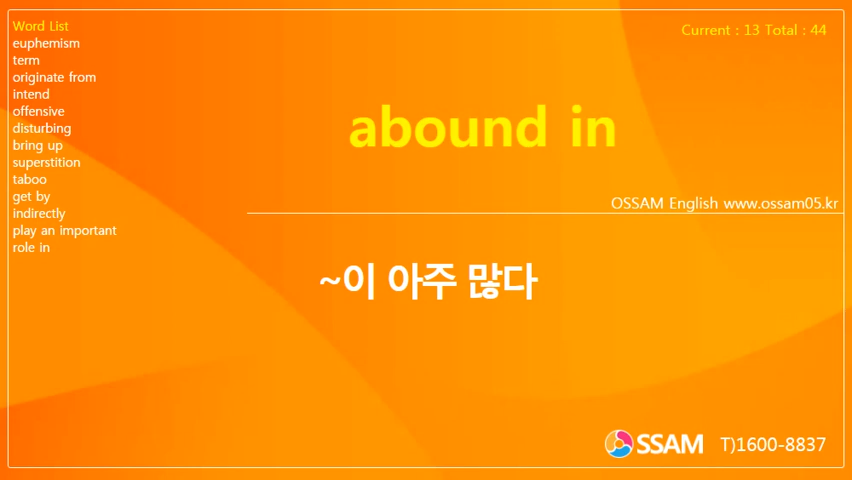 Word List
euphemism
term
originate from
intend
offensive
disturbing
bring up
superstition
taboo
get by
indirectly
play an important
role in
Current : 13 Total : 44
abound in
OSSAM English www.ossam05.kr
~이 아주 많다
OSSAM T)1600-8837